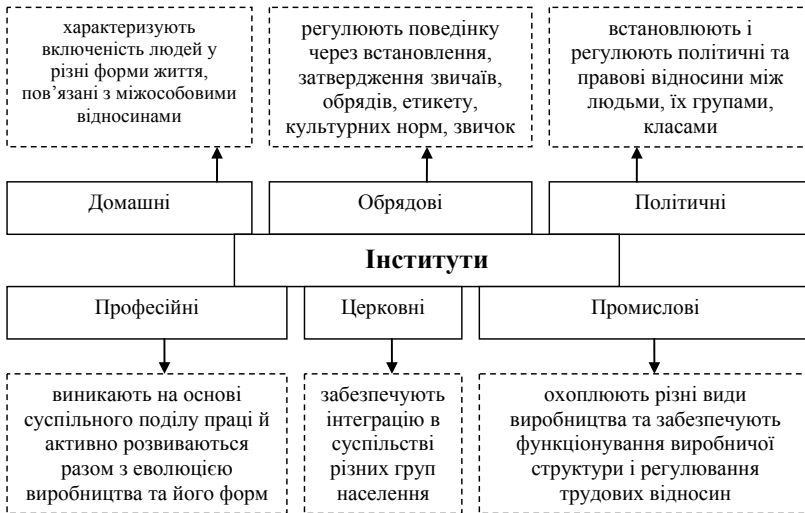 характеризують
включеність людей у
різні форми життя,
пов’язані з міжособовими
відносинами
регулюють поведінку
через встановлення,
затвердження звичаїв,
обрядів, етикету,
культурних норм, звичок
встановлюють і
регулюють політичні та
правові відносини між
людьми, їх групами,
класами
Домашні
Обрядові
Політичні
Інститути
Професійні
Церковні
Промислові
виникають на основі
суспільного поділу праці й
активно розвиваються
разом з еволюцією
виробництва та його форм
забезпечують
інтеграцію в
суспільстві
різних груп
населення
охоплюють різні види
виробництва та забезпечують
функціонування виробничої
структури і регулювання
трудових відносин